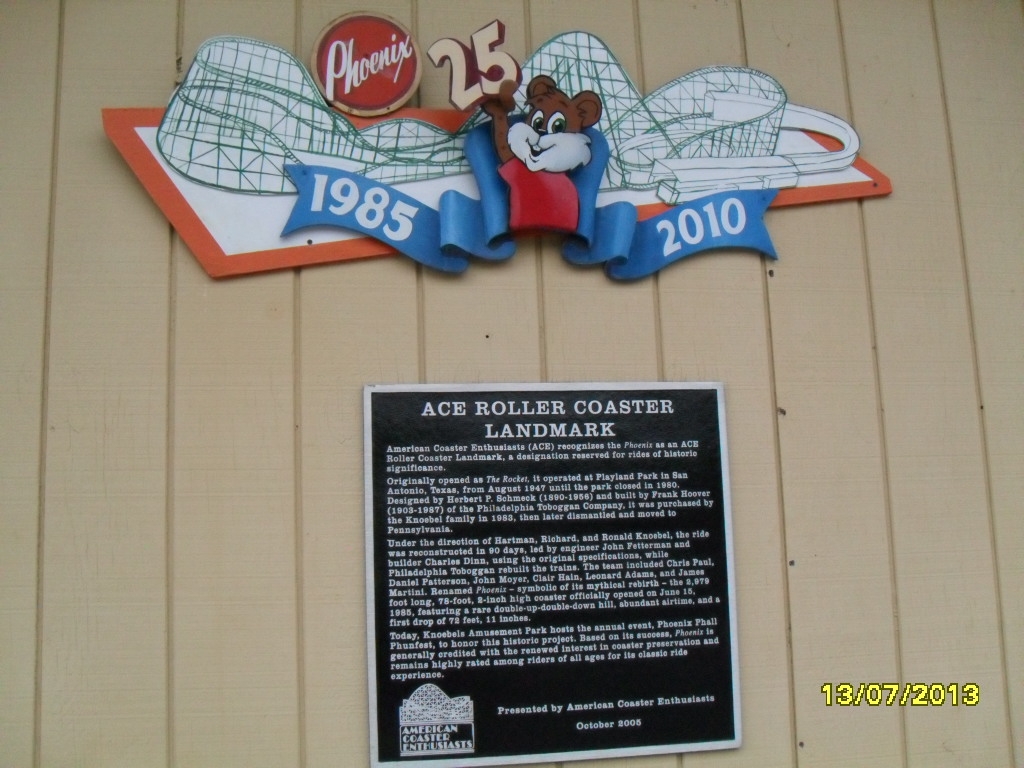 Phoenix
25
1985
2010
ACE ROLLER COASTER
LANDMARK
American Coaster Enthusiasts (ACE) recognizes the Phoenix as an ACE
Roller Coaster Landmark, a designation reserved for rides of historic
significance.
Originally opened as The Rocket, it operated at Playland Park in San
Antonio, Texas, from August 1947 until the park closed in 1980.
Designed by Herbert P. Schmeck (1890-1956) and built by Frank Hoover
(1903-1987) of the Philadelphia Toboggan Company, it was purchased by
the Knoebel family in 1983, then later dismantled and moved to
Pennsylvania.
Under the direction of Hartman, Richard, and Ronald Knoebel, the ride
was reconstructed in 90 days, led by engineer John Fetterman and
builder Charles Dinn, using the original specifications, while
Philadelphia Toboggan rebuilt the trains. The team included Chris Paul,
Daniel Patterson, John Moyer, Clair Hain, Leonard Adams, and James
Martini. Renamed Phoenix – symbolic of its mythical rebirth – the 2,979
foot long, 78-foot, 2-inch high coaster officially opened on June 15,
1985, featuring a rare double-up-double-down hill, abundant airtime, and a
first drop of 72 feet, 11 inches.
Today, Knoebels Amusement Park hosts the annual event, Phoenix Phall
Phunfest, to honor this historic project. Based on its success, Phoenix is
generally credited with the renewed interest in coaster preservation and
remains highly rated among riders of all ages for its classic ride
experience.
AMERICAN
COASTER
ENTHUSIASTS
Presented by American Coaster Enthusiasts
October 2005
13/07/2013